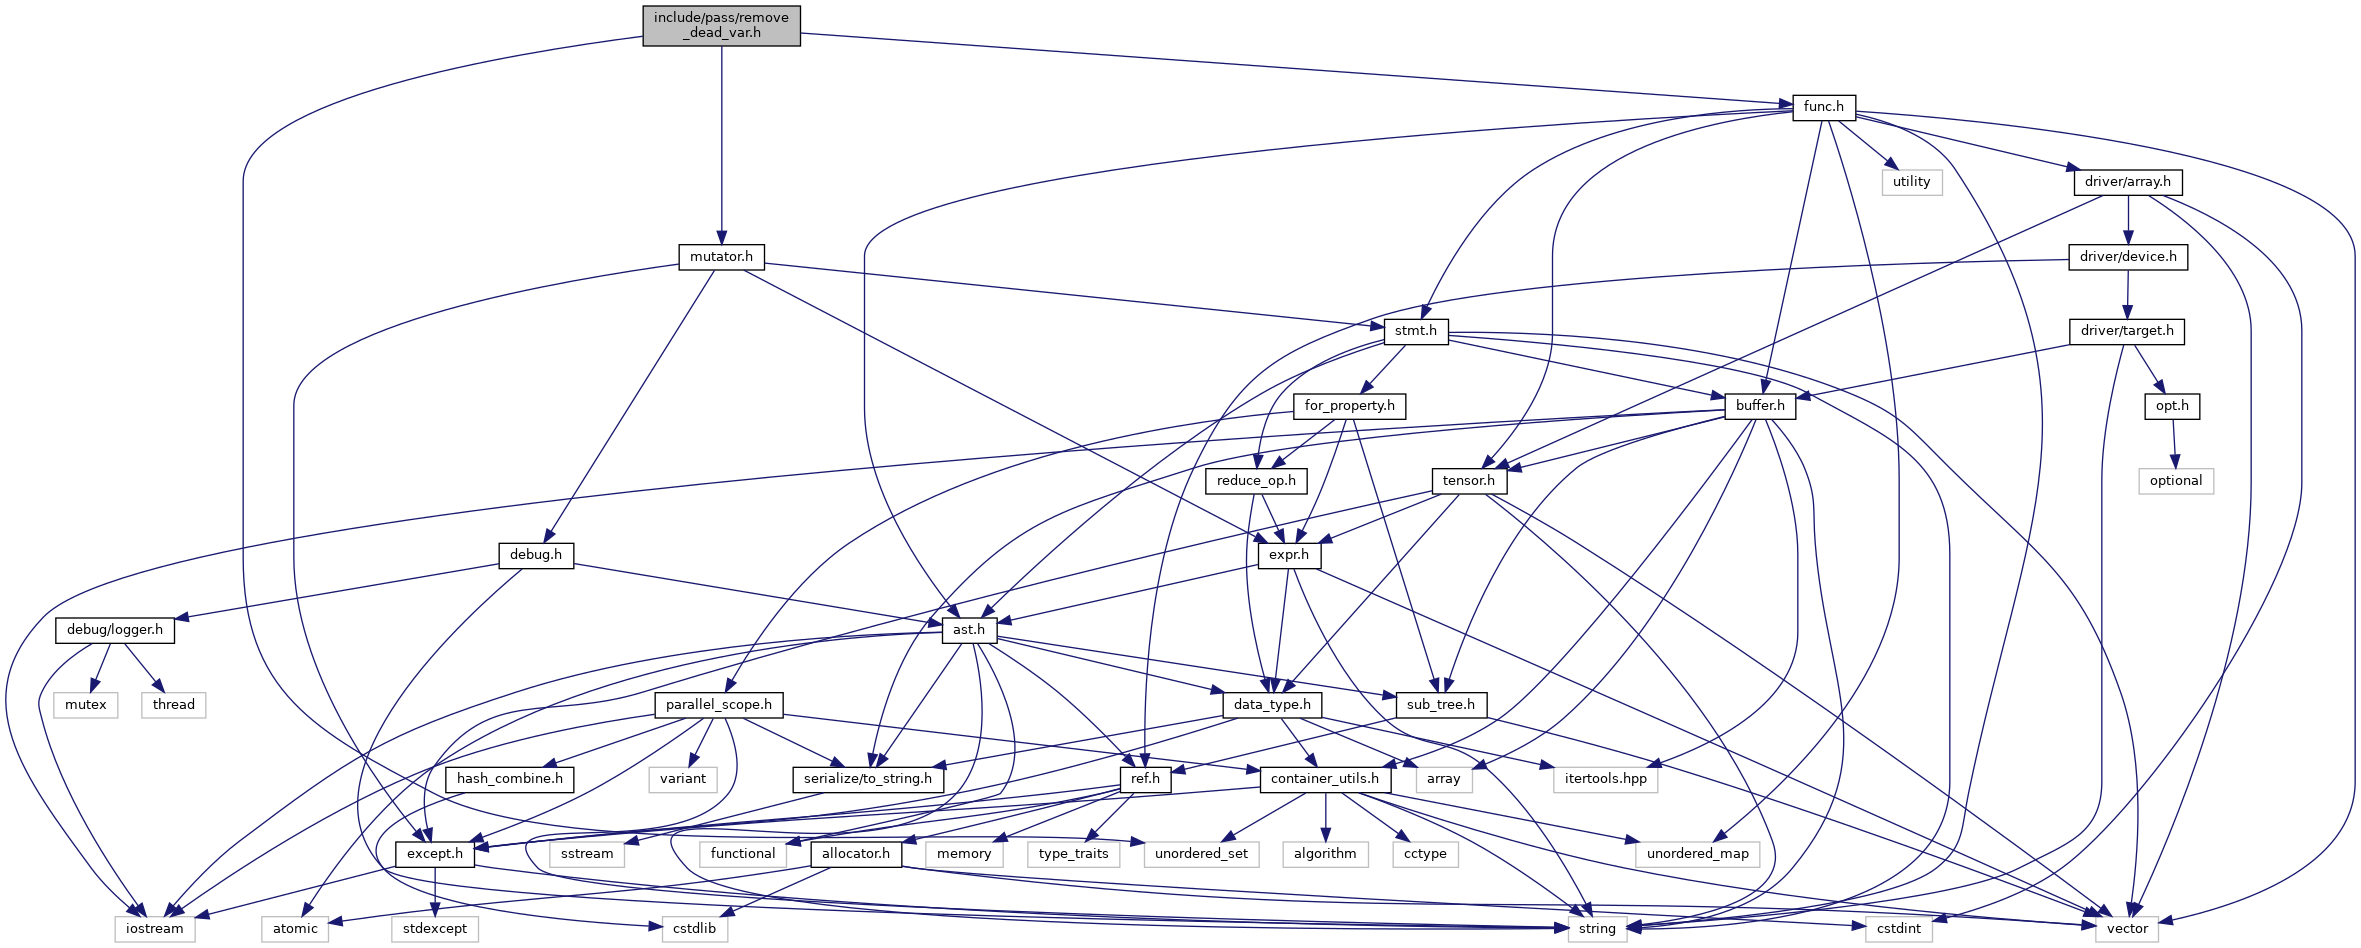 include/pass/remove
_dead_var.h
func.h
utility
driver/array.h
mutator.h
driver/device.h
stmt.h
driver/target.h
for_property.h
buffer.h
opt.h
reduce_op.h
tensor.h
optional
debug.h
expr.h
debug/logger.h
ast.h
mutex
thread
parallel_scope.h
data_type.h
sub_tree.h
hash_combine.h
variant
serialize/to_string.h
ref.h
container_utils.h
array
itertools.hpp
except.h
sstream
functional
allocator.h
memory
type_traits
unordered_set
algorithm
cctype
unordered_map
iostream
atomic
stdexcept
cstdlib
string
cstdint
vector